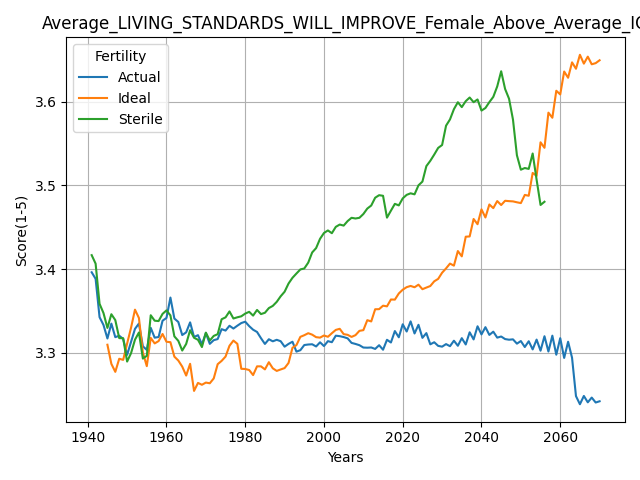 Average_LIVING_STANDARDS_WILL_IMPROVE_Female_Above_Average_IC
Fertility
Actual
Ideal
Sterile
3.6
3.5
3.4
3.3
Score(1-5)
1940 1960 1980 2000 2020 2040 2060
Years